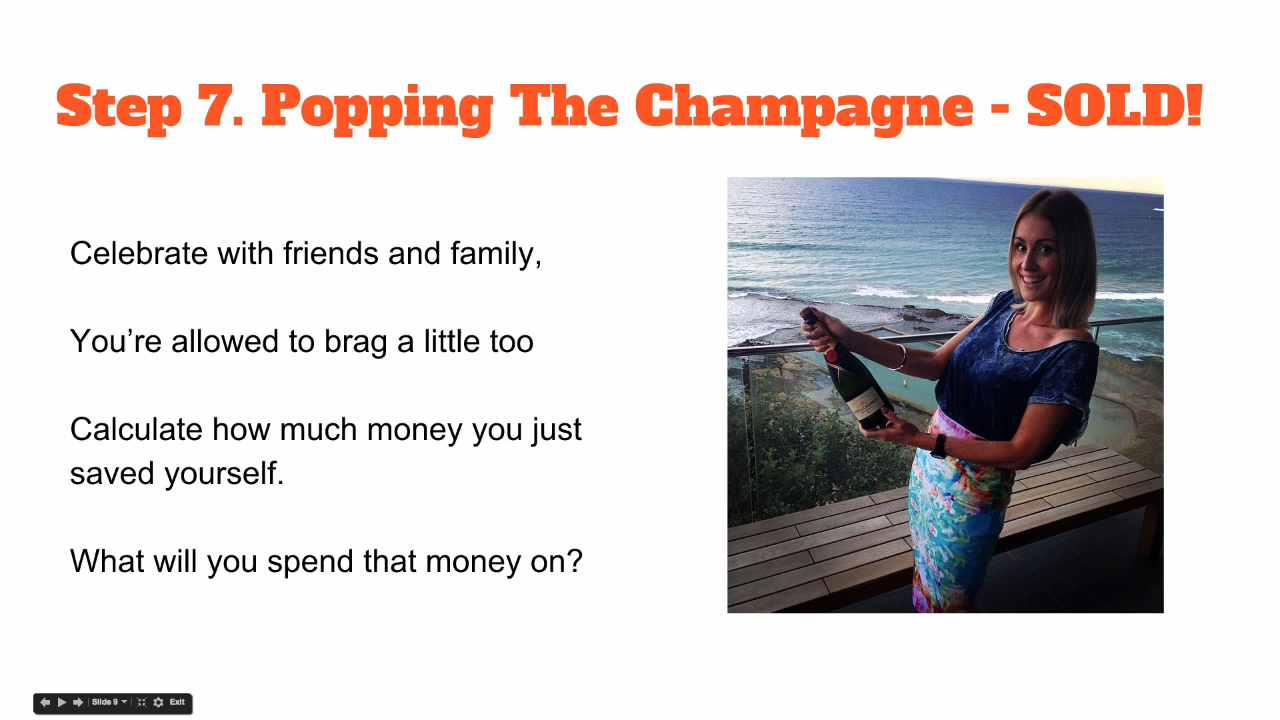 Step 7. Popping The Champagne - SOLD!
Celebrate with friends and family,
You’re allowed to brag a little too
Calculate how much money you just
saved yourself.
What will you spend that money on?
Slide 9
Exit